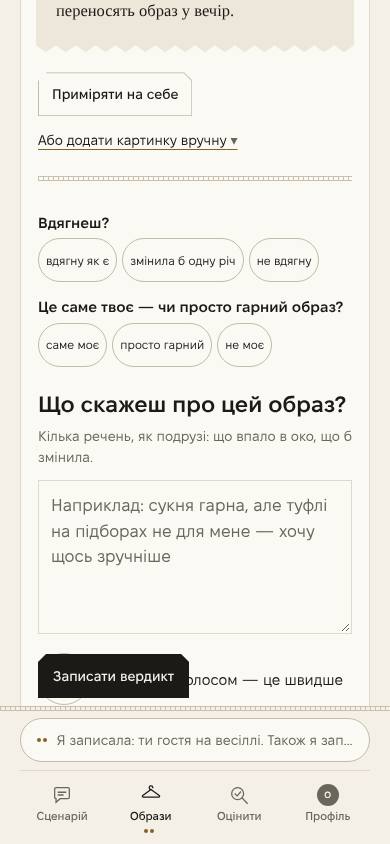 переносять образ у вечір.
Приміряти на себе
Або додати картинку вручну ▾
Вдягнеш?
вдягну як є
змінила б одну річ
не вдягну
Це саме твоє — чи просто гарний образ?
саме моє
просто гарний
не моє
Що скажеш про цей образ?
Кілька речень, як подрузі: що впало в око, що б
змінила.
Наприклад: сукня гарна, але туфлі
на підборах не для мене — хочу
щось зручніше
Записати вердикт
олосом — це швидше
Я записала: ти гостя на весіллі. Також я зап...
Сценарій
Образи
Оцінити
О
Профіль